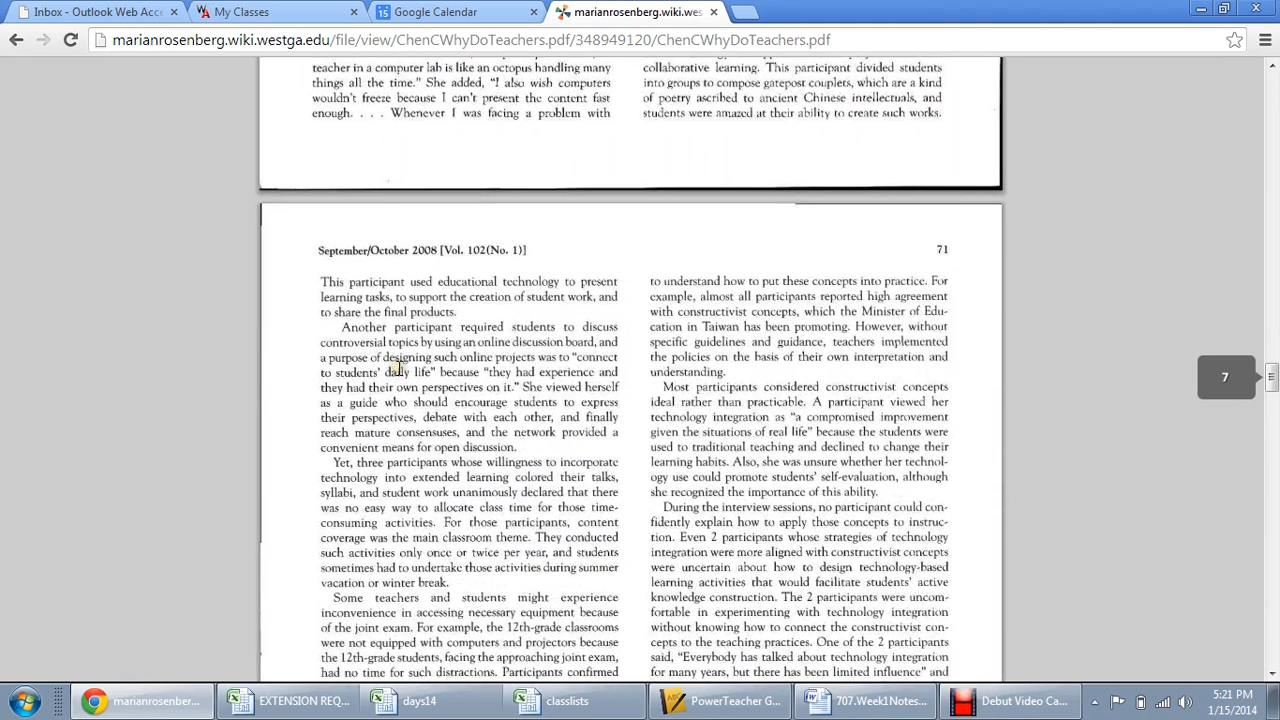 Inbox - Outlook Web Acc
My Classes
Google Calendar
marianrosenberg.wiki.wes
marianrosenberg.wiki.westga.edu/file/view/ChenCWhyDoTeachers.pdf/348949120/ChenCWhyDoTeachers.pdf
teacher in a computer lab is like an octopus handling many
things all the time." She added, "I also wish computers
wouldn't freeze because I can't present the content fast
enough. . . . Whenever I was facing a problem with
collaborative learning. This participant divided students
into groups to compose gatepost couplets, which are a kind
of poetry ascribed to ancient Chinese intellectuals, and
students were amazed at their ability to create such works.
September/October 2008 [Vol. 102(No. 1)]
71
This participant used educational technology to present
learning tasks, to support the creation of student work, and
to share the final products.
Another participant required students to discuss
controversial topics by using an online discussion board, and
a purpose of designing such online projects was to "connect
to students' daily life" because "they had experience and
they had their own perspectives on it." She viewed herself
as a guide who should encourage students to express
their perspectives, debate with each other, and finally
reach mature consensuses, and the network provided a
convenient means for open discussion.
Yet, three participants whose willingness to incorporate
technology into extended learning colored their talks,
syllabi, and student work unanimously declared that there
was no easy way to allocate class time for those time-
consuming activities. For those participants, content
coverage was the main classroom theme. They conducted
such activities only once or twice per year, and students
sometimes had to undertake those activities during summer
vacation or winter break.
Some teachers and students might experience
inconvenience in accessing necessary equipment because
of the joint exam. For example, the 12th-grade classrooms
were not equipped with computers and projectors because
the 12th-grade students, facing the approaching joint exam,
had no time for such distractions. Participants confirmed
to understand how to put these concepts into practice. For
example, almost all participants reported high agreement
with constructivist concepts, which the Minister of Edu-
cation in Taiwan has been promoting. However, without
specific guidelines and guidance, teachers implemented
the policies on the basis of their own interpretation and
understanding.
Most participants considered constructivist concepts
ideal rather than practicable. A participant viewed her
technology integration as "a compromised improvement
given the situations of real life" because the students were
used to traditional teaching and declined to change their
learning habits. Also, she was unsure whether her technol-
ogy use could promote students' self-evaluation, although
she recognized the importance of this ability.
During the interview sessions, no participant could con-
fidently explain how to apply those concepts to instruc-
tion. Even 2 participants whose strategies of technology
integration were more aligned with constructivist concepts
were uncertain about how to design technology-based
learning activities that would facilitate students' active
knowledge construction. The 2 participants were uncom-
fortable in experimenting with technology integration
without knowing how to connect the constructivist con-
cepts to the teaching practices. One of the 2 participants
said, "Everybody has talked about technology integration
for many years, but there has been limited influence" and
7
marianrosenberg.wi...
EXTENSION REQ...
days14
classlists
PowerTeacher G...
707.Week1Notes...
Debut Video Ca...
5:21 PM
1/15/2014